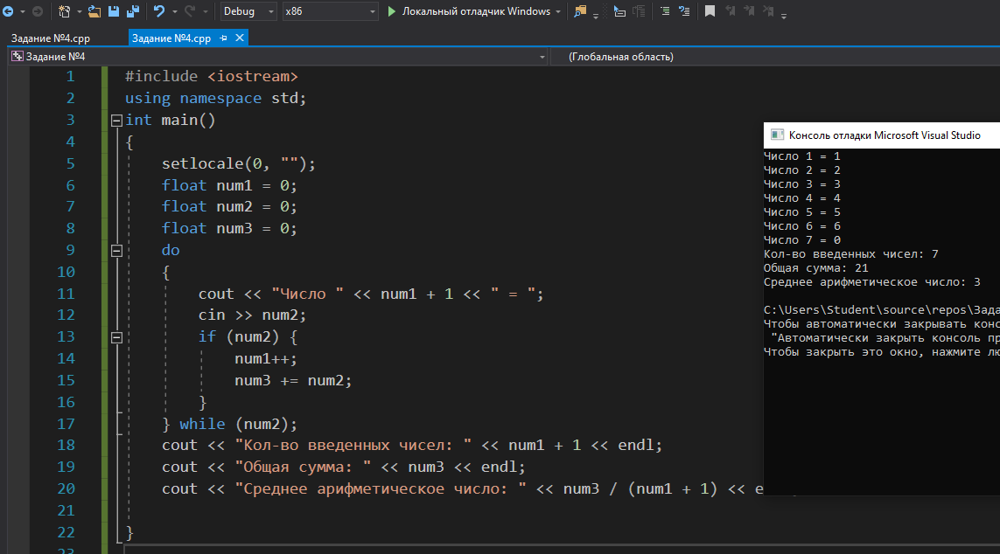 Debug x86 Локальный отладчик Windows
Задание №4.cpp Задание №4.cpp
Задание №4 (Глобальная область)
1 #include <iostream>
2 using namespace std;
3 int main()
4 {
5 setlocale(0, "");
6 float num1 = 0;
7 float num2 = 0;
8 float num3 = 0;
9 do
10 {
11 cout << "Число " << num1 + 1 << " = ";
12 cin >> num2;
13 if (num2) {
14 num1++;
15 num3 += num2;
16 }
17 } while (num2);
18 cout << "Кол-во введенных чисел: " << num1 + 1 << endl;
19 cout << "Общая сумма: " << num3 << endl;
20 cout << "Среднее арифметическое число: " << num3 / (num1 + 1) << e
21
22 }
23
Консоль отладки Microsoft Visual Studio
Число 1 = 1
Число 2 = 2
Число 3 = 3
Число 4 = 4
Число 5 = 5
Число 6 = 6
Число 7 = 0
Кол-во введенных чисел: 7
Общая сумма: 21
Среднее арифметическое число: 3
C:\Users\Student\source\repos\Зада
Чтобы автоматически закрывать конс
"Автоматически закрыть консоль пр
Чтобы закрыть это окно, нажмите лю